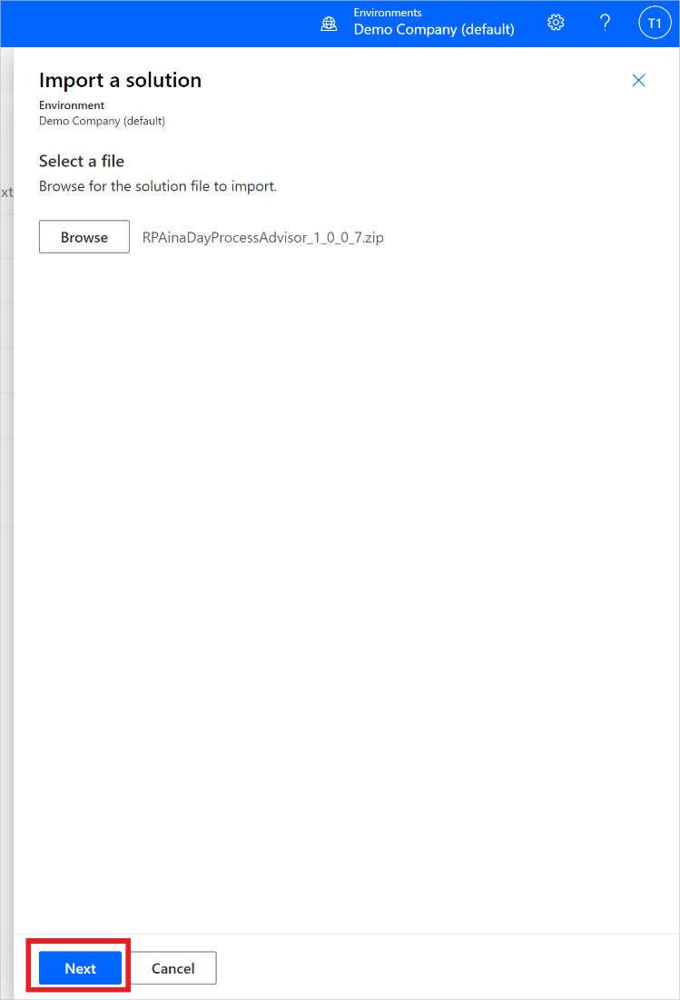 Environments
Demo Company (default)
?
T1
Import a solution
Environment
Demo Company (default)
Select a file
xt
Browse for the solution file to import.
Browse RPAinaDayProcessAdvisor_1_0_0_7.zip
Next Cancel